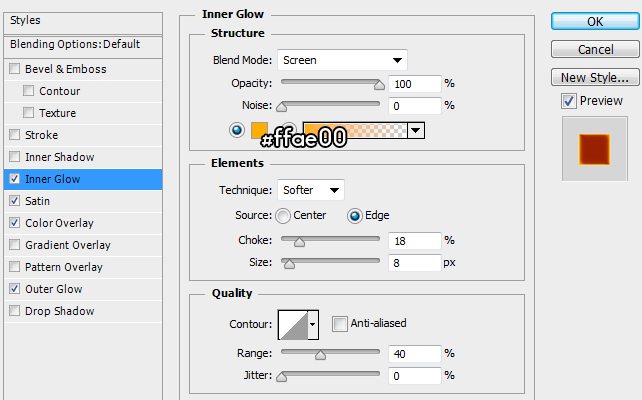 Styles
Blending Options:Default
Bevel & Emboss
Contour
Texture
Stroke
Inner Shadow
Inner Glow
Satin
Color Overlay
Gradient Overlay
Pattern Overlay
Outer Glow
Drop Shadow
Inner Glow
Structure
Blend Mode: Screen
Opacity: 100 %
Noise: 0 %
#ffae00
Elements
Technique: Softer
Source: Center Edge
Choke: 18 %
Size: 8 px
Quality
Contour: Anti-aliased
Range: 40 %
Jitter: 0 %
OK
Cancel
New Style...
Preview